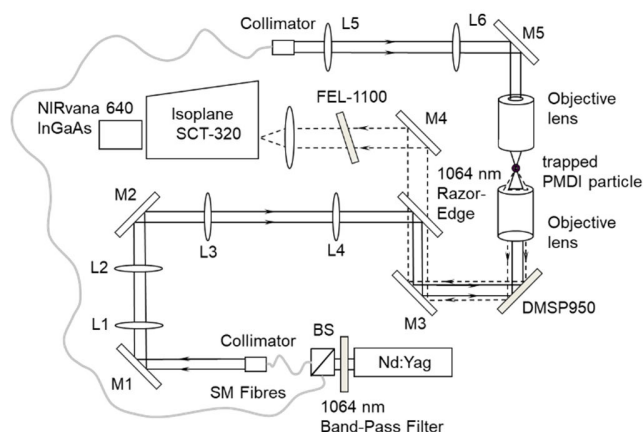 Collimator
L5
L6
M5
NIRvana 640
InGaAs
Isoplane
SCT-320
FEL-1100
M4
Objective
lens
1064 nm
Razor-
Edge
trapped
PMDI particle
M2
L3
L4
Objective
lens
L2
L1
M3
DMSP950
M1
Collimator
BS
SM Fibres
Nd:Yag
1064 nm
Band-Pass Filter